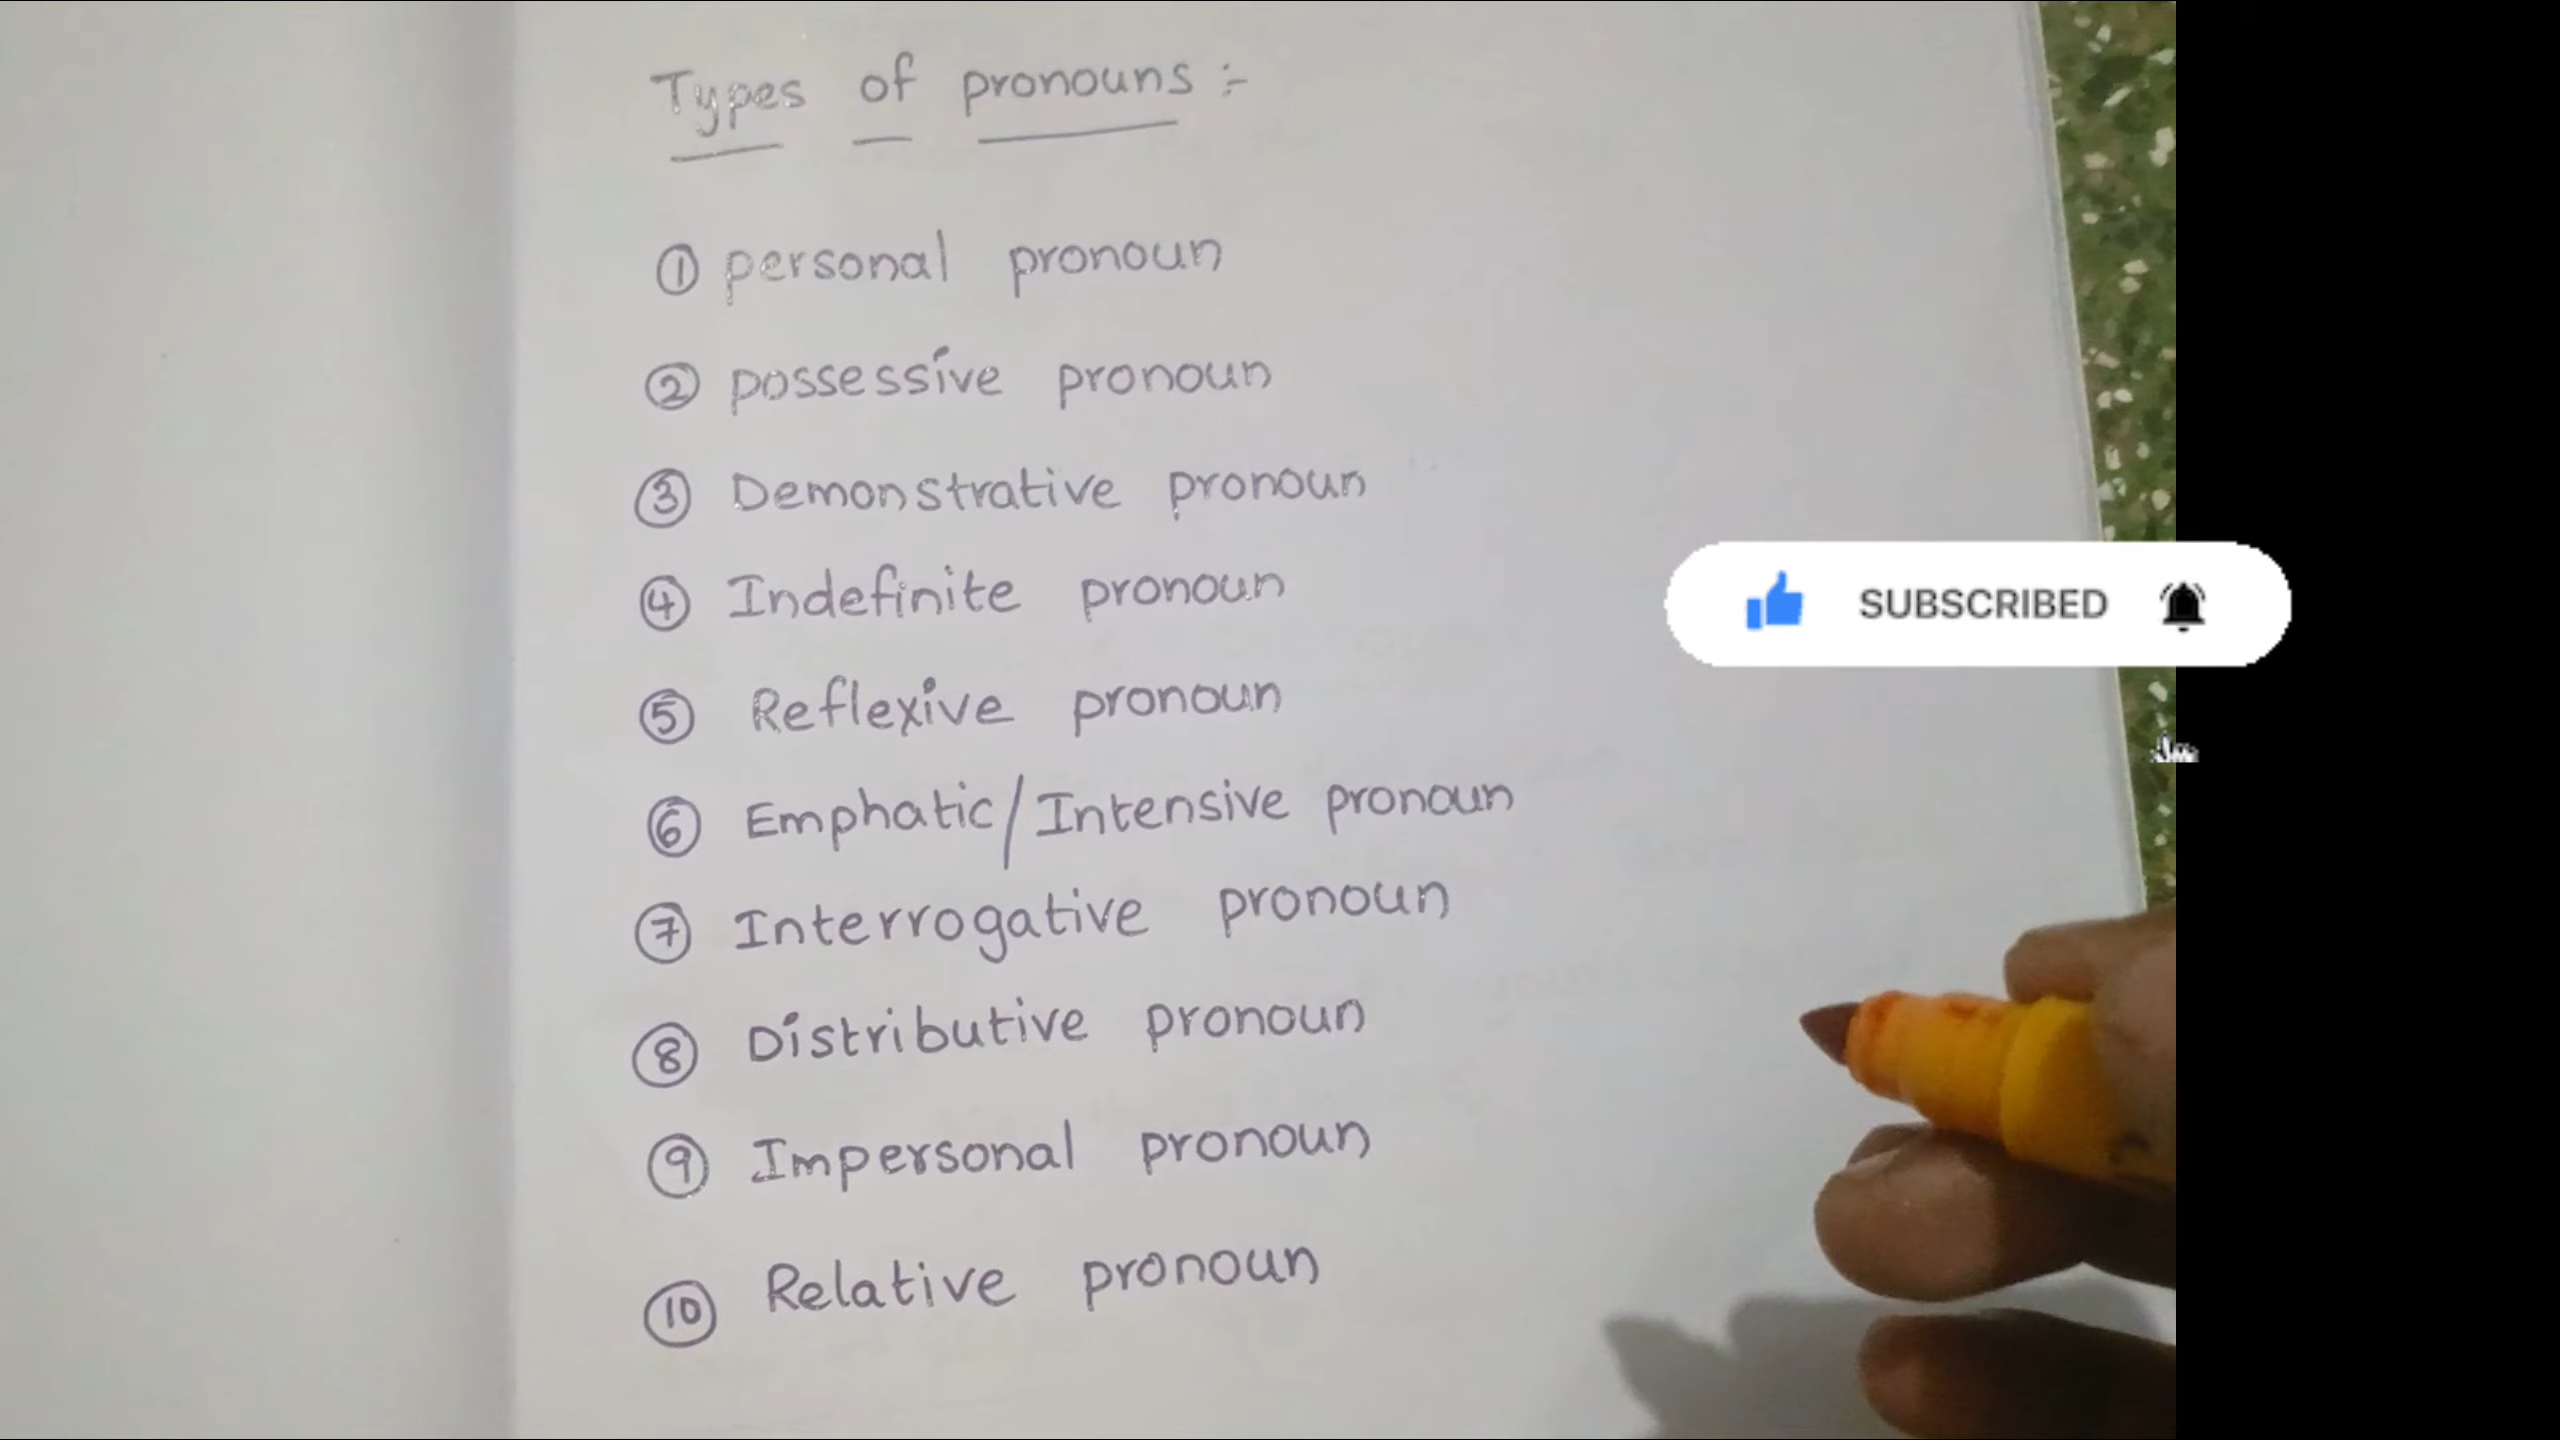 Types of pronouns :-
① personal pronoun
② possessive pronoun
③ Demonstrative pronoun
④ Indefinite pronoun
SUBSCRIBED
⑤ Reflexive pronoun
⑥ Emphatic/Intensive pronoun
⑦ Interrogative pronoun
⑧ Distributive pronoun
⑨ Impersonal pronoun
⑩ Relative pronoun